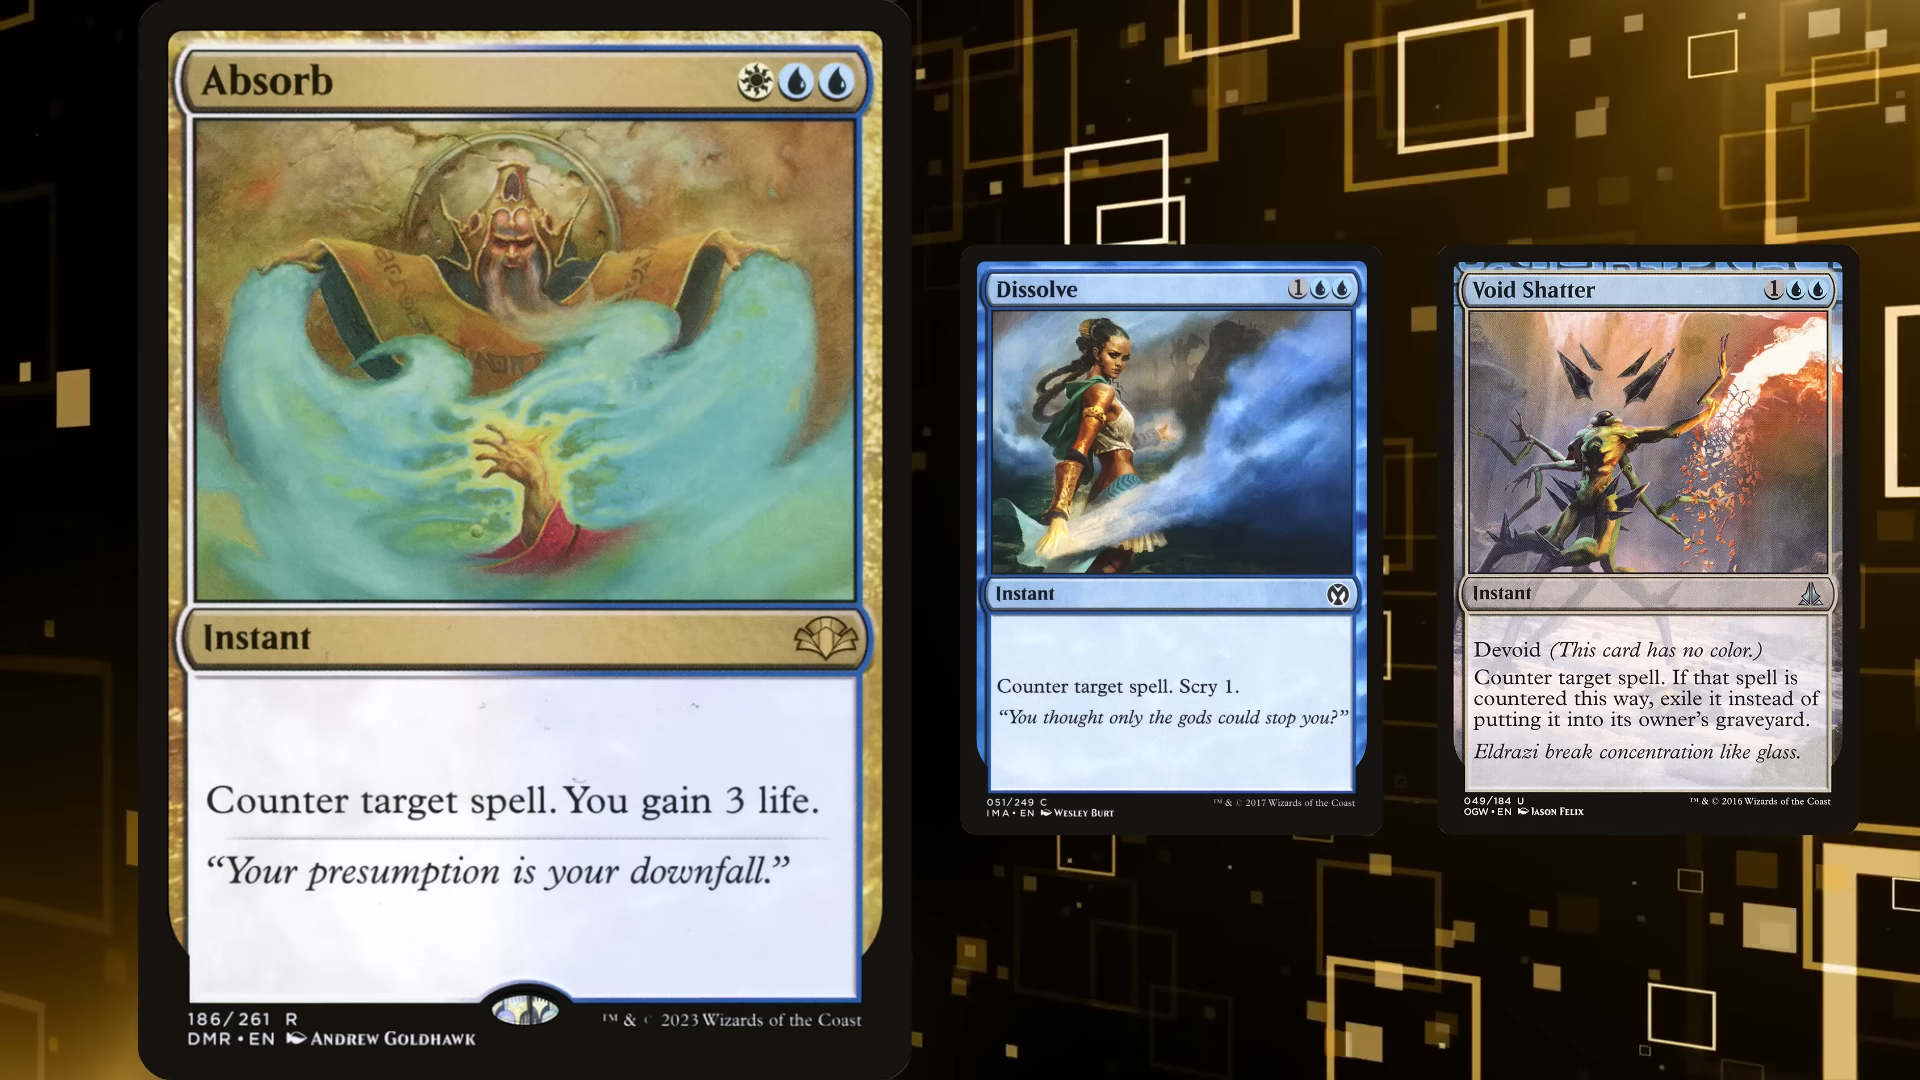 Absorb
Instant
Counter target spell. You gain 3 life.
“Your presumption is your downfall.”
186/261 R
DMR • EN ANDREW GOLDHAWK
™ & © 2023 Wizards of the Coast
Dissolve
1
Instant
Counter target spell. Scry 1.
“You thought only the gods could stop you?”
051/249 C
IMA • EN WESLEY BURT
™ & © 2017 Wizards of the Coast
Void Shatter
1
Instant
Devoid (This card has no color.)
Counter target spell. If that spell is
countered this way, exile it instead of
putting it into its owner’s graveyard.
Eldrazi break concentration like glass.
049/184 U
OGW • EN JASON FELIX
™ & © 2016 Wizards of the Coast